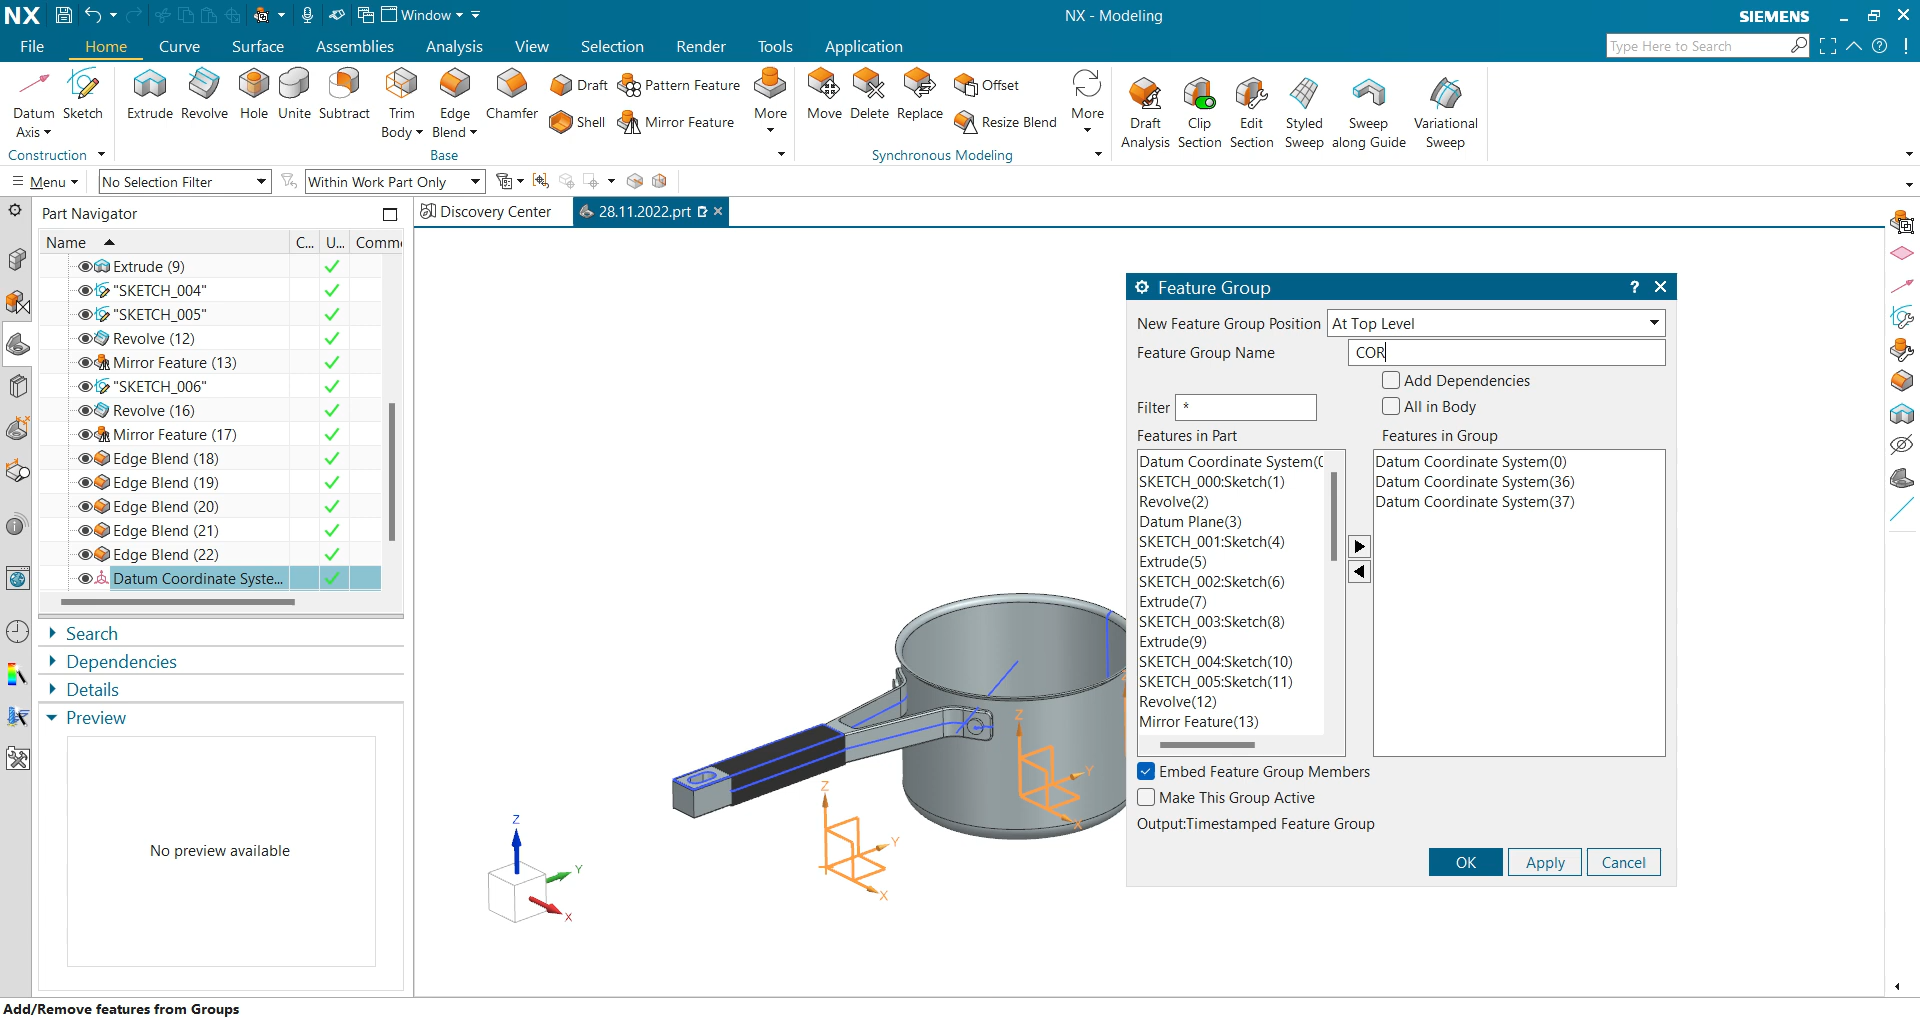 NX Window NX - Modeling SIEMENS
File Home Curve Surface Assemblies Analysis View Selection Render Tools Application Type Here to Search
Datum Axis Sketch Extrude Revolve Hole Unite Subtract Trim Body Edge Blend Chamfer Draft Shell Pattern Feature Mirror Feature More
Move Delete Replace Offset Resize Blend More
Draft Analysis Clip Section Edit Section Styled Sweep Sweep along Guide Variational Sweep
Construction Base Synchronous Modeling
Menu No Selection Filter Within Work Part Only
Part Navigator
Discovery Center 28.11.2022.prt
Name C... U... Comm
Extrude (9)
"SKETCH_004"
"SKETCH_005"
Revolve (12)
Mirror Feature (13)
"SKETCH_006"
Revolve (16)
Mirror Feature (17)
Edge Blend (18)
Edge Blend (19)
Edge Blend (20)
Edge Blend (21)
Edge Blend (22)
Datum Coordinate Syste...
Search
Dependencies
Details
Preview
No preview available
Z
Y
X
Z
Y
X
Z
Y
X
Feature Group ?
New Feature Group Position At Top Level
Feature Group Name COR
Add Dependencies
Filter * All in Body
Features in Part Features in Group
Datum Coordinate System(0
SKETCH_000:Sketch(1)
Revolve(2)
Datum Plane(3)
SKETCH_001:Sketch(4)
Extrude(5)
SKETCH_002:Sketch(6)
Extrude(7)
SKETCH_003:Sketch(8)
Extrude(9)
SKETCH_004:Sketch(10)
SKETCH_005:Sketch(11)
Revolve(12)
Mirror Feature(13)
Datum Coordinate System(0)
Datum Coordinate System(36)
Datum Coordinate System(37)
Embed Feature Group Members
Make This Group Active
Output:Timestamped Feature Group
OK Apply Cancel
Add/Remove features from Groups